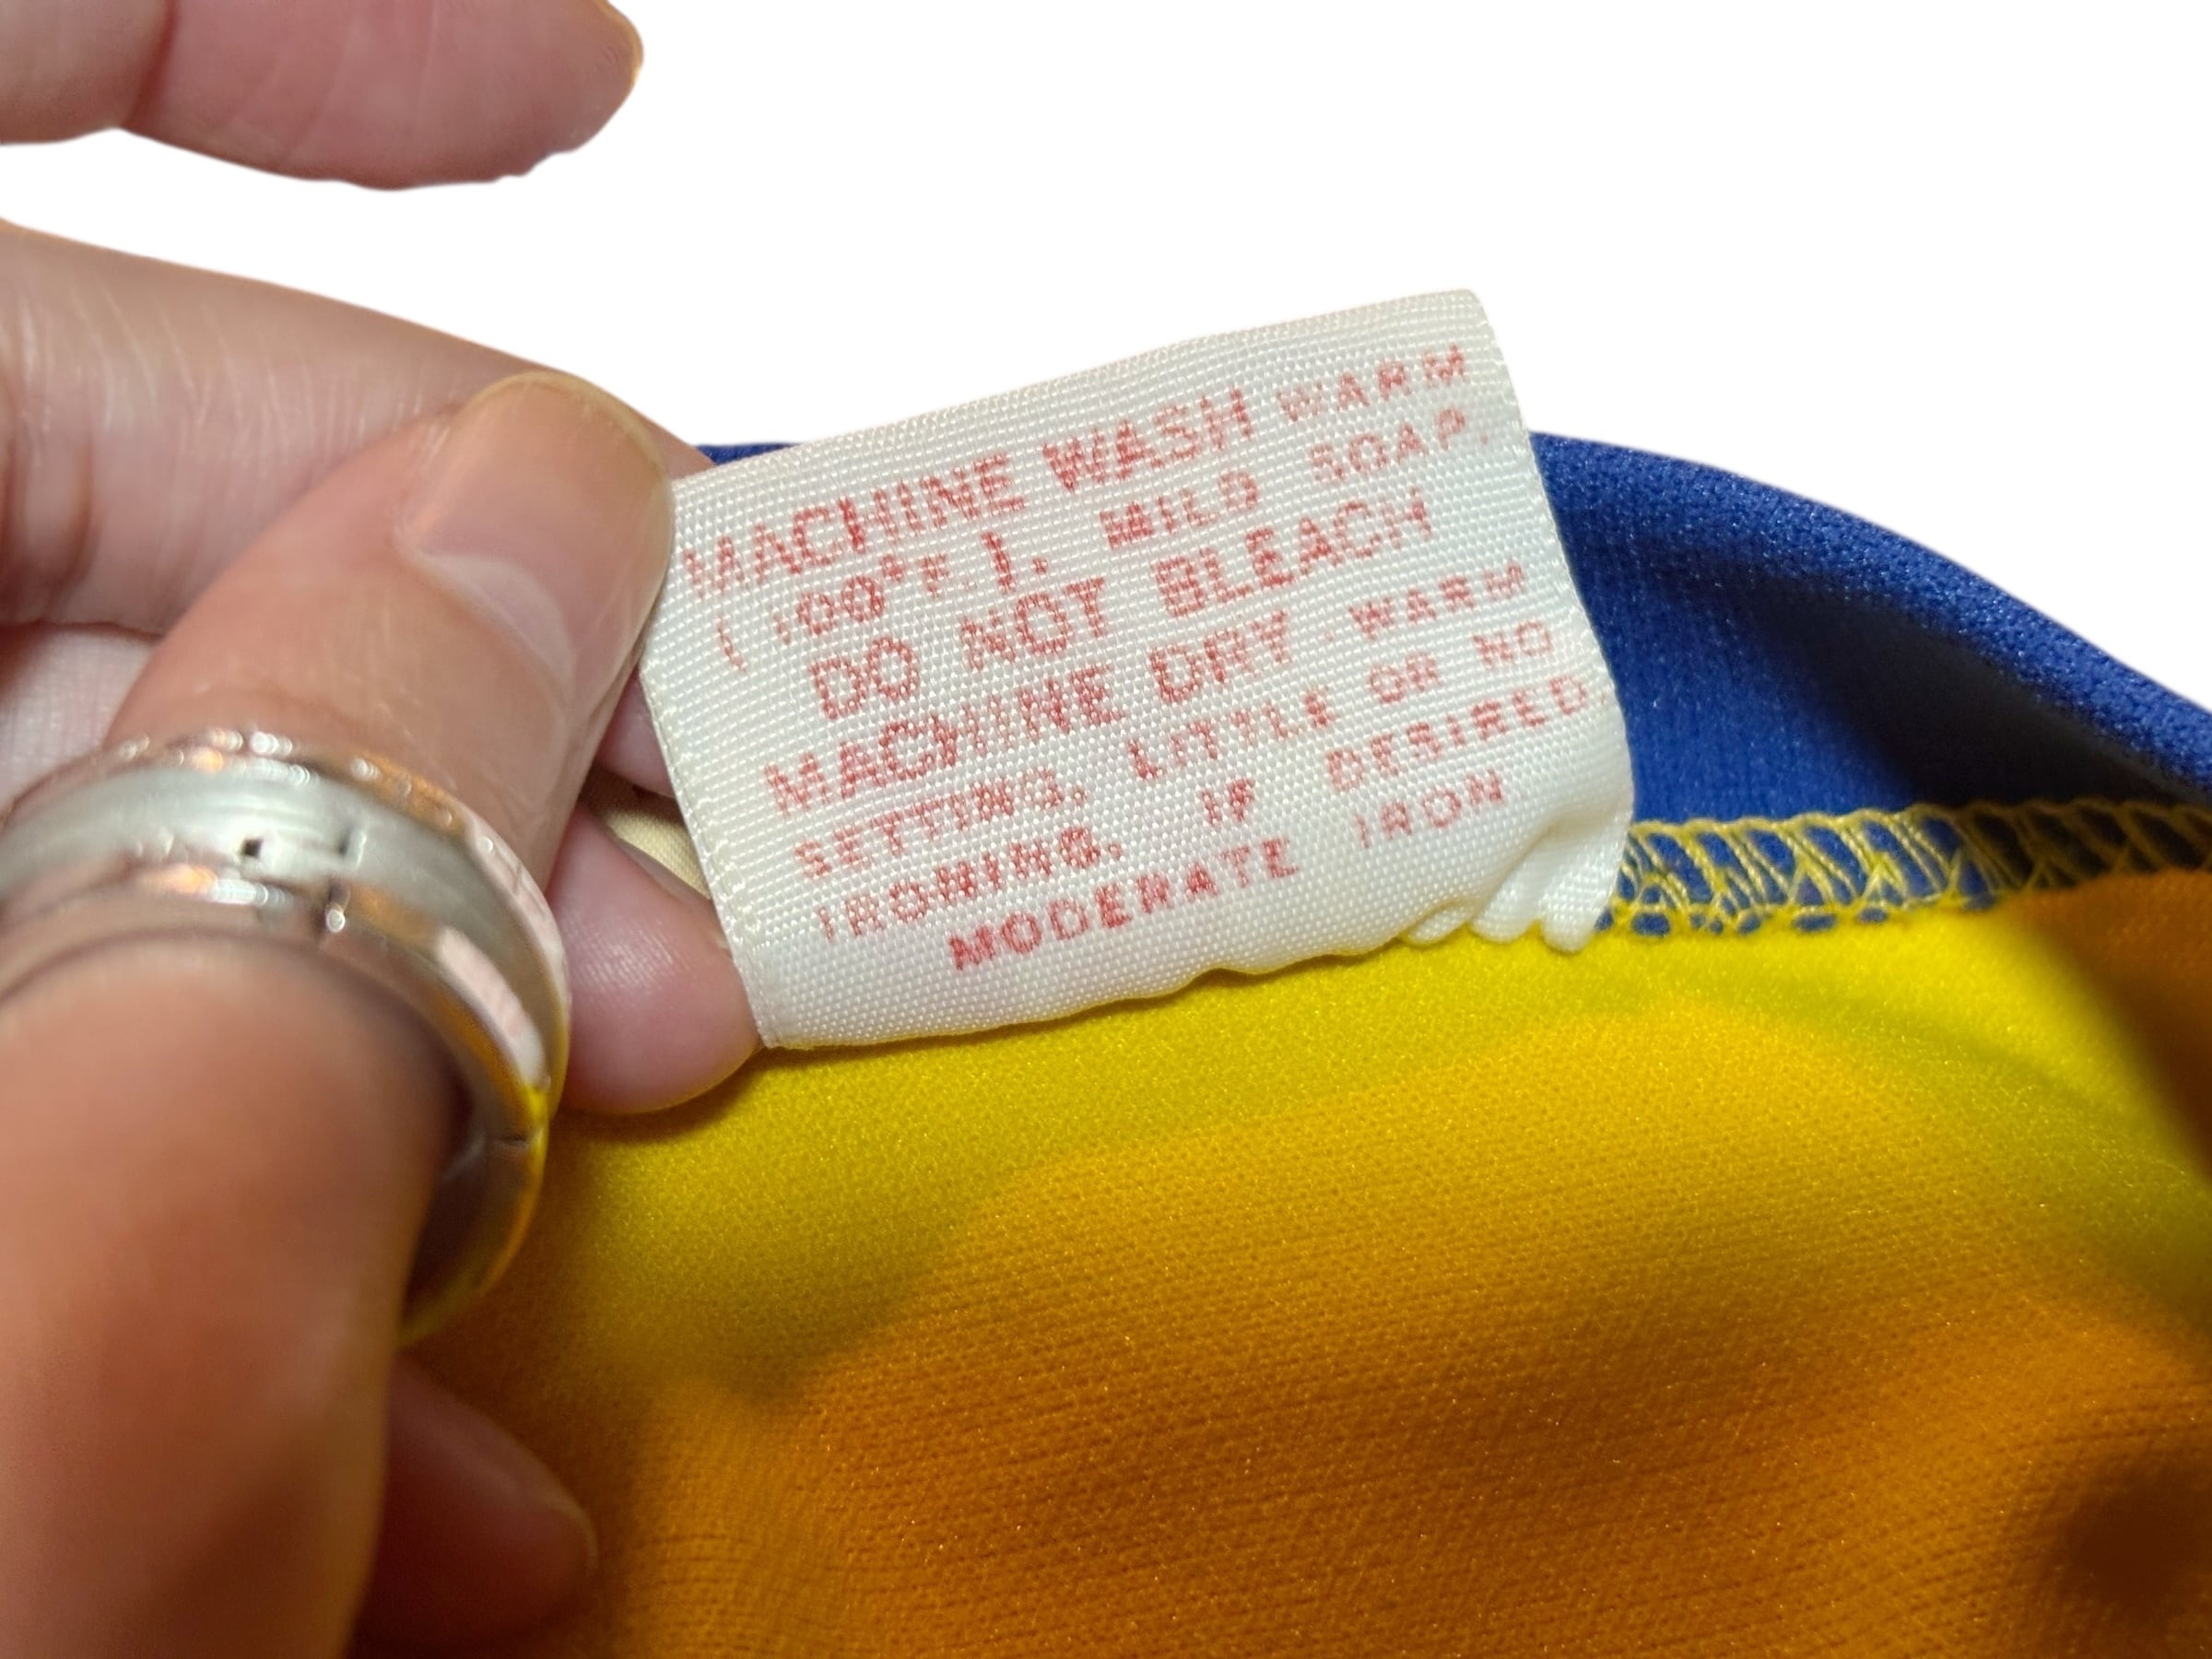 MACHINE WASH WARM
(100°F.). MILD SOAP.
DO NOT BLEACH
MACHINE DRY - WARM
SETTING, LITTLE OR NO
IRONING. IF DESIRED,
MODERATE IRON